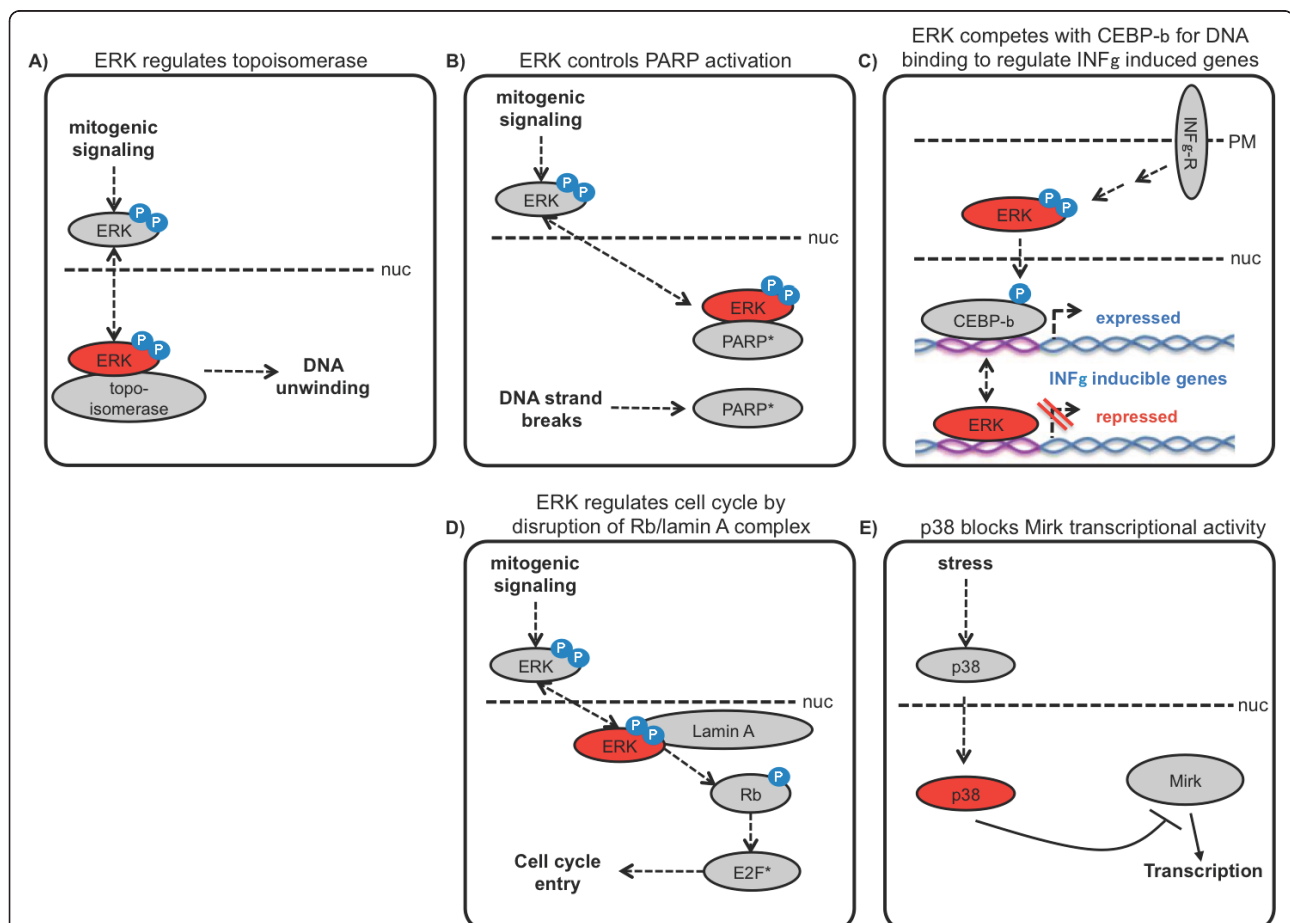 A)
ERK regulates topoisomerase
mitogenic
signaling
P
P
ERK
nuc
P
P
ERK
topo-
isomerase
DNA
unwinding
B)
ERK controls PARP activation
mitogenic
signaling
P
P
ERK
nuc
P
P
ERK
PARP*
DNA strand
breaks
PARP*
C)
ERK competes with CEBP-b for DNA
binding to regulate INFg induced genes
INFg-R
PM
P
P
ERK
nuc
P
CEBP-b
expressed
INFg inducible genes
ERK
repressed
D)
ERK regulates cell cycle by
disruption of Rb/lamin A complex
mitogenic
signaling
P
P
ERK
nuc
P
P
ERK
Lamin A
P
Rb
E2F*
Cell cycle
entry
E)
p38 blocks Mirk transcriptional activity
stress
p38
nuc
p38
Mirk
Transcription